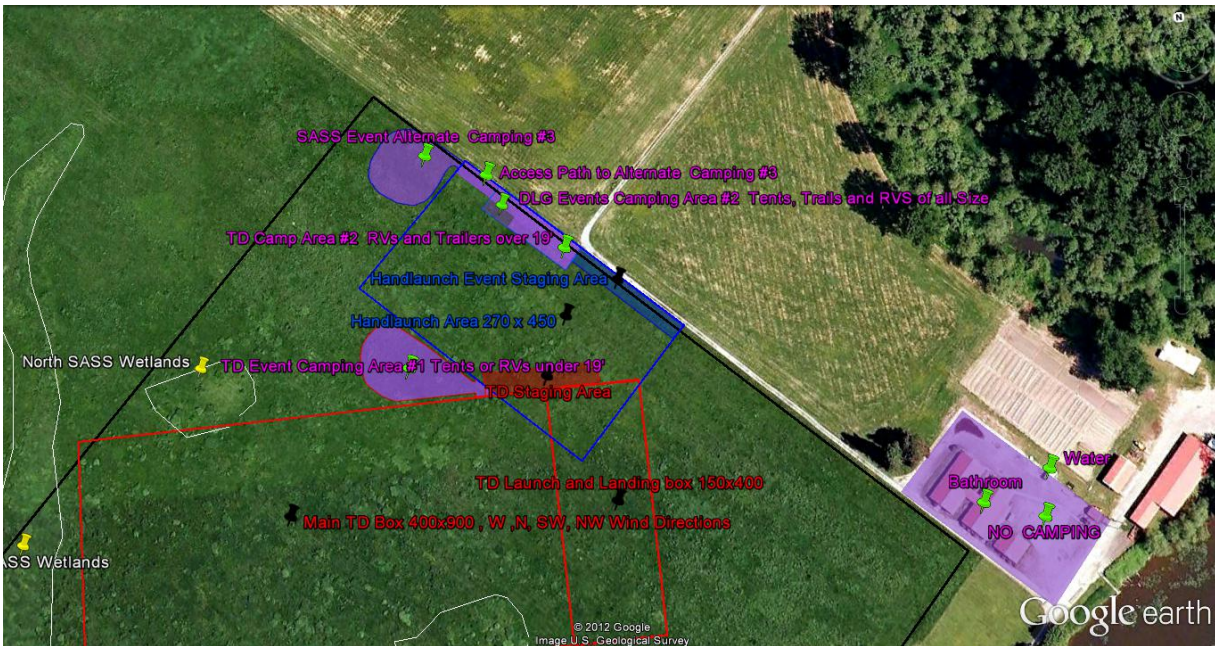 N
SASS Event Alternate Camping #3
Access Path to Alternate Camping #3
DLG Events Camping Area #2 Tents, Trails and RVS of all Size
TD Camp Area #2 RVs and Trailers over 19'
Handlaunch Event Staging Area
Handlaunch Area 270 x 450
North SASS Wetlands
TD Event Camping Area #1 Tents or RVs under 19'
TD Staging Area
Water
Bathroom
TD Launch and Landing box 150x400
Main TD Box 400x900 , W ,N, SW, NW Wind Directions
NO CAMPING
ASS Wetlands
Google earth
© 2012 Google
Image U.S. Geological Survey